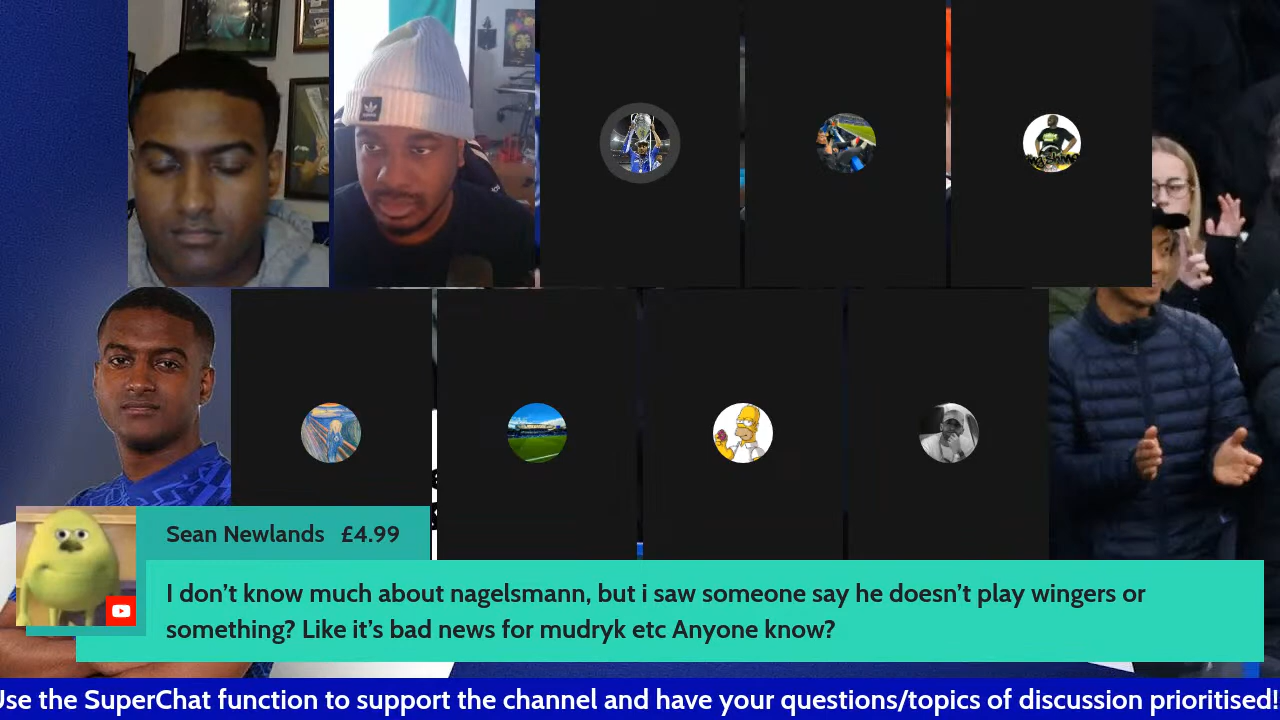 Sean Newlands £4.99
I don't know much about nagelsmann, but i saw someone say he doesn't play wingers or
something? Like it's bad news for mudryk etc Anyone know?
Use the SuperChat function to support the channel and have your questions/topics of discussion prioritised!